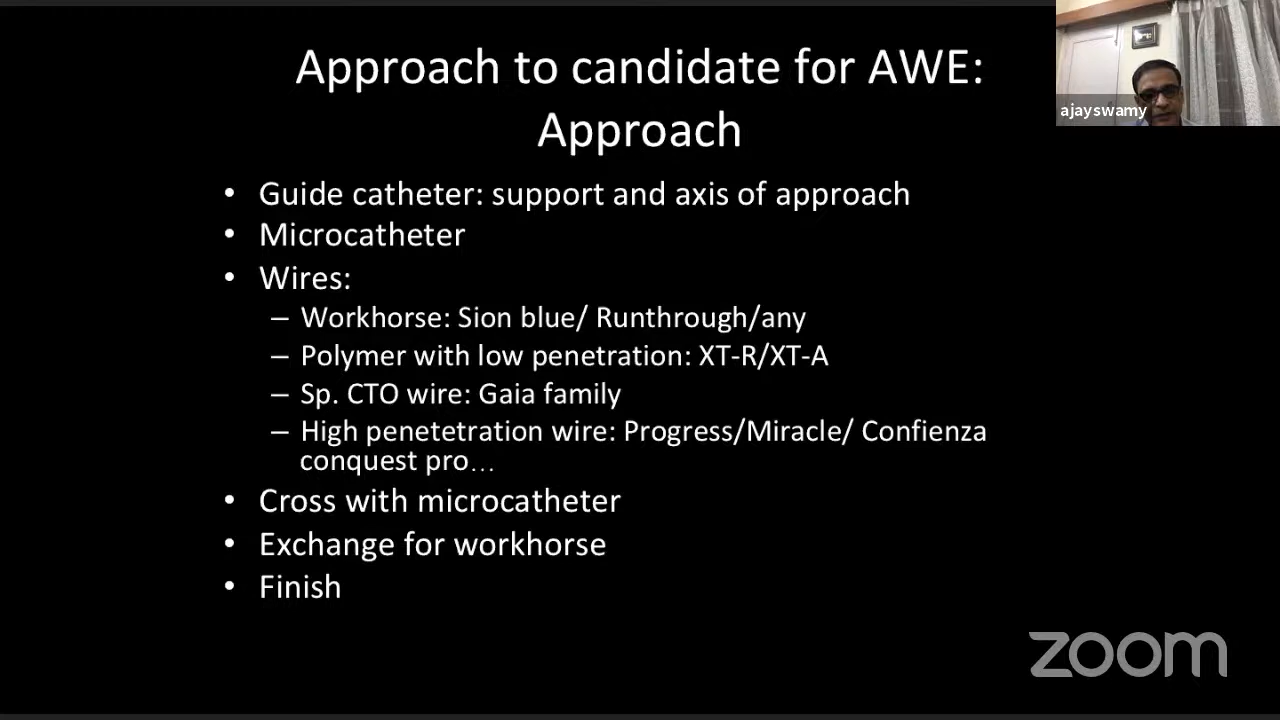 Approach to candidate for AWE:
Approach
• Guide catheter: support and axis of approach
• Microcatheter
• Wires:
– Workhorse: Sion blue/ Runthrough/any
– Polymer with low penetration: XT-R/XT-A
– Sp. CTO wire: Gaia family
– High penetetration wire: Progress/Miracle/ Confienza
conquest pro…
• Cross with microcatheter
• Exchange for workhorse
• Finish
ajayswamy
zoom